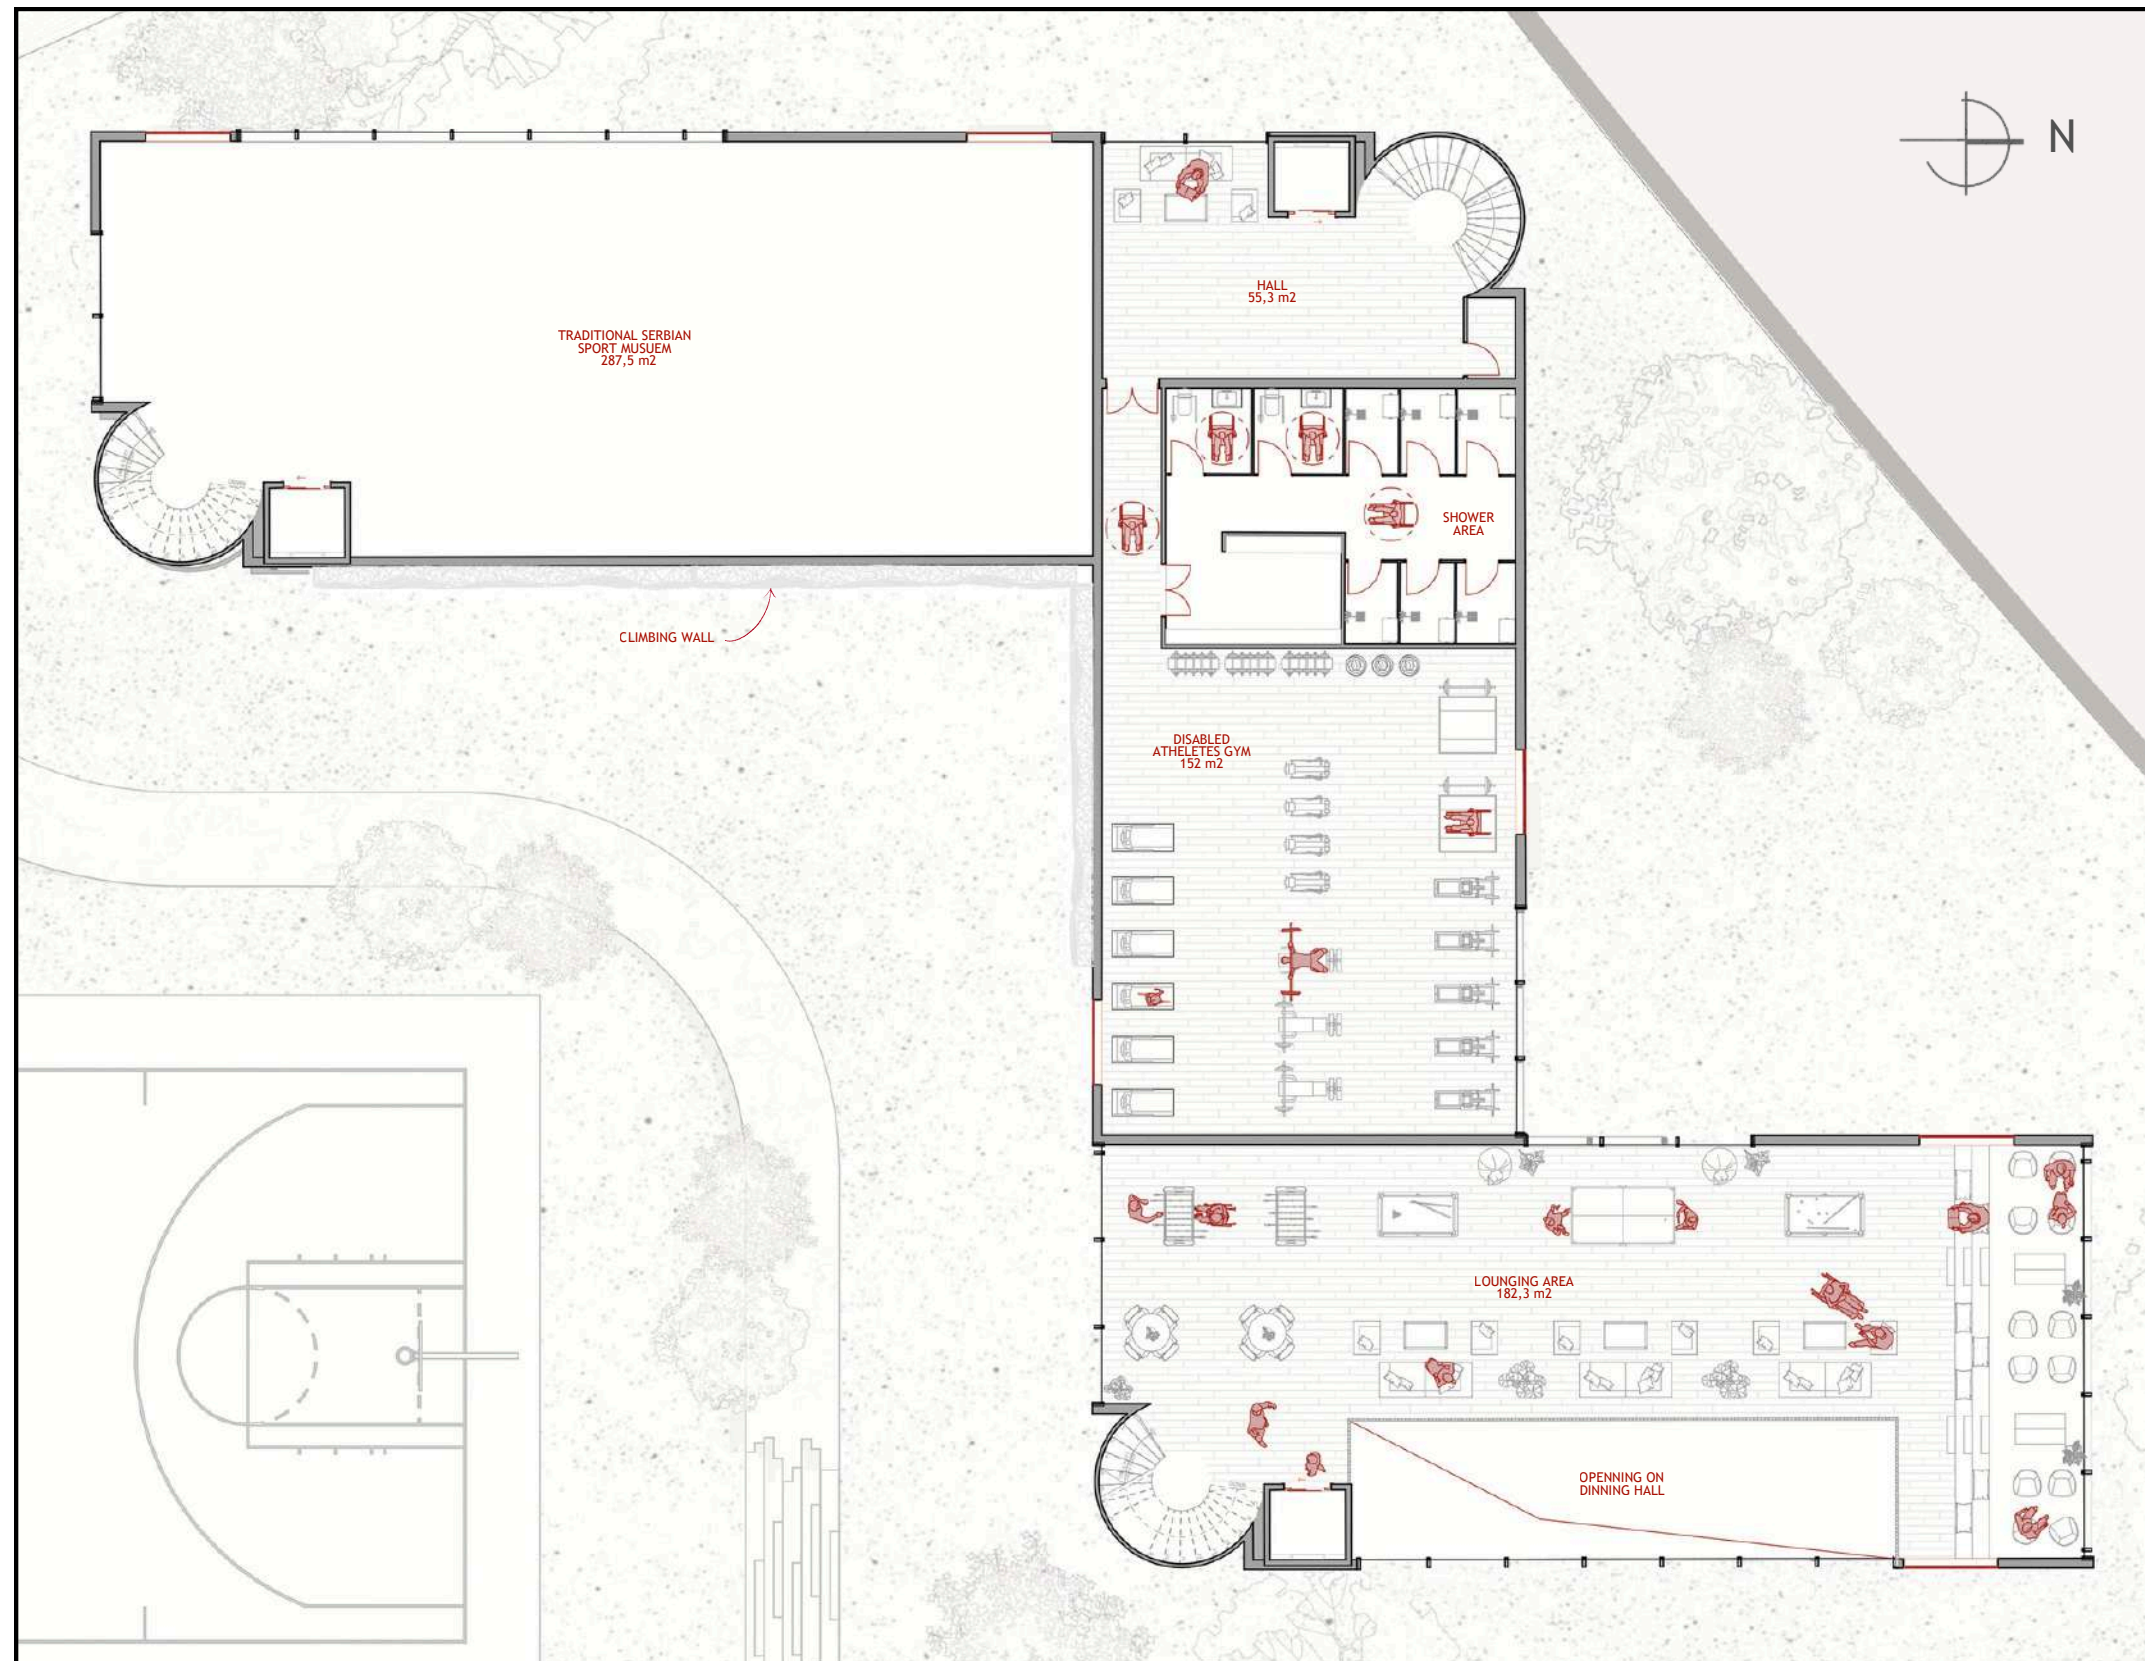 N
HALL
55,3 m2
TRADITIONAL SERBIAN
SPORT MUSUEM
287,5 m2
SHOWER
AREA
CLIMBING WALL
DISABLED
ATHELETES GYM
152 m2
LOUNGING AREA
182,3 m2
OPENNING ON
DINNING HALL